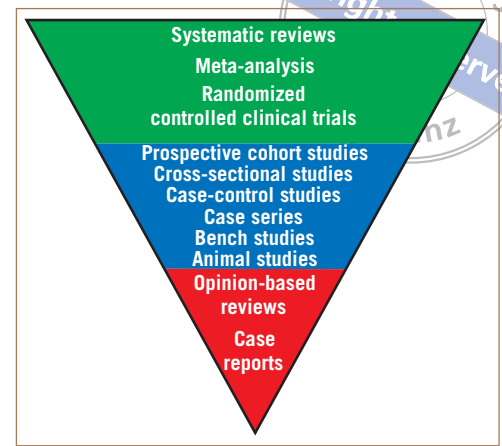 Systematic reviews
Meta-analysis
Randomized
controlled clinical trials
Prospective cohort studies
Cross-sectional studies
Case-control studies
Case series
Bench studies
Animal studies
Opinion-based
reviews
Case
reports